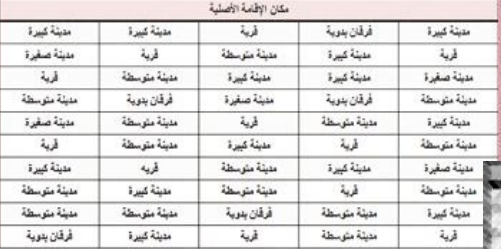 مكان الإقامة الأصلية
مدينة كبيرة فرقان بدوية قرية مدينة كبيرة مدينة كبيرة
قرية مدينة كبيرة مدينة متوسطة قرية مدينة صغيرة
مدينة صغيرة مدينة كبيرة مدينة كبيرة مدينة متوسطة قرية
مدينة متوسطة فرقان بدوية مدينة صغيرة فرقان بدوية مدينة متوسطة
مدينة كبيرة مدينة متوسطة قرية مدينة متوسطة مدينة صغيرة
مدينة متوسطة قرية مدينة كبيرة مدينة متوسطة قرية
مدينة صغيرة مدينة كبيرة مدينة متوسطة قريه مدينة كبيرة
مدينة متوسطة قرية مدينة متوسطة مدينة كبيرة مدينة متوسطة
مدينة كبيرة مدينة متوسطة فرقان بدوية مدينة متوسطة مدينة متوسطة
قرية مدينة متوسطة قرية مدينة كبيرة فرقان بدوية